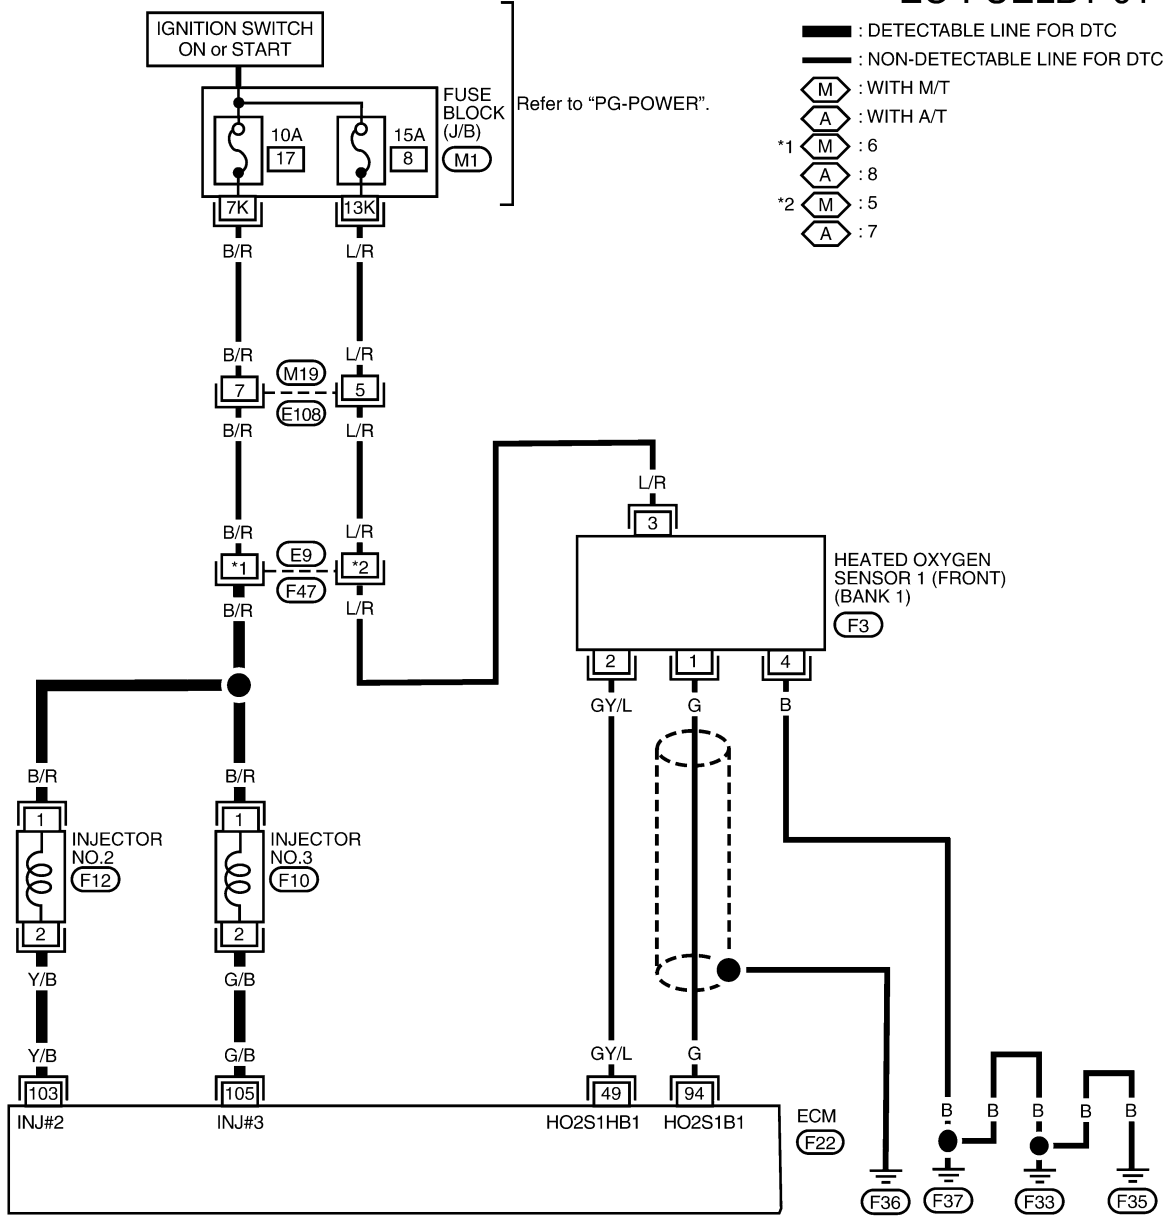 IGNITION SWITCH
ON or START
: DETECTABLE LINE FOR DTC
: NON-DETECTABLE LINE FOR DTC
M : WITH M/T
A : WITH A/T
*1 M : 6
A : 8
*2 M : 5
A : 7
FUSE
BLOCK
(J/B)
M1
Refer to “PG-POWER”.
10A
17
15A
8
7K
13K
B/R
L/R
B/R
L/R
M19
7
5
E108
B/R
L/R
L/R
3
B/R
L/R
E9
*1
*2
F47
B/R
L/R
HEATED OXYGEN
SENSOR 1 (FRONT)
(BANK 1)
F3
2
1
4
GY/L
G
B
B/R
B/R
1
1
INJECTOR
NO.2
F12
INJECTOR
NO.3
F10
2
2
Y/B
G/B
Y/B
G/B
GY/L
G
103
105
49
94
INJ#2
INJ#3
HO2S1HB1
HO2S1B1
ECM
F22
B
B
B
B
B
F36
F37
F33
F35